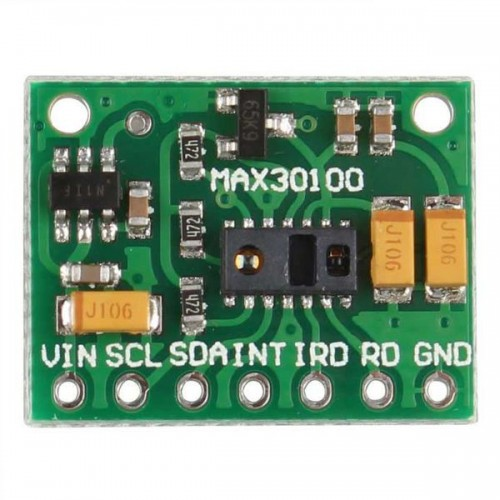 65K9
472
MAX30100
472
J106
J106
472
J106
VIN SCL SDA INT IRD RD GND